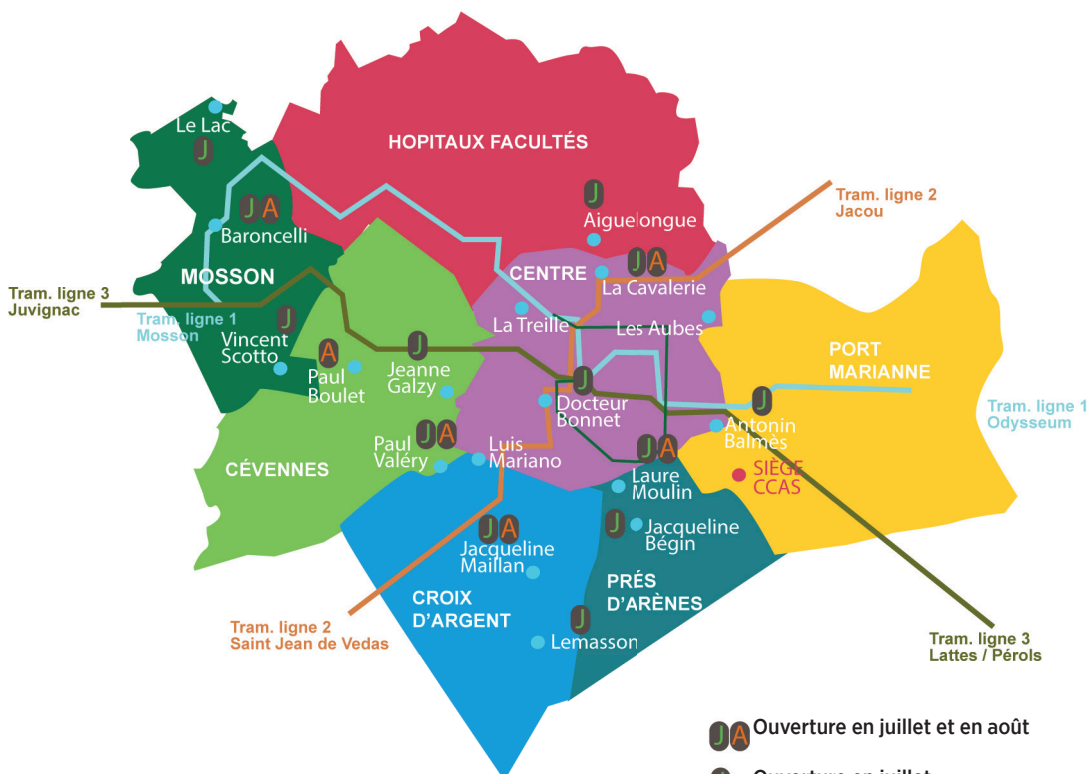 Le Lac
J
HOPITAUX FACULTÉS
J
Aiguelongue
Tram. ligne 2
Jacou
J A
Baroncelli
MOSSON
CENTRE
J A
La Cavalerie
Tram. ligne 3
Juvignac
Tram. ligne 1
Mosson
La Treille
Les Aubes
J
Vincent
Scotto
A
Paul
Boulet
J
Jeanne
Galzy
J
Docteur
Bonnet
PORT
MARIANNE
J
Antonin
Balmès
Tram. ligne 1
Odysseum
J A
Paul
Valéry
CÉVENNES
Luis
Mariano
J A
Laure
Moulin
SIÈGE
CCAS
J
Jacqueline
Bégin
J A
Jacqueline
Maillan
CROIX
D'ARGENT
PRÉS
D'ARÈNES
J
Lemasson
Tram. ligne 2
Saint Jean de Vedas
Tram. ligne 3
Lattes / Pérols
J A Ouverture en juillet et en août
J Ouverture en juillet